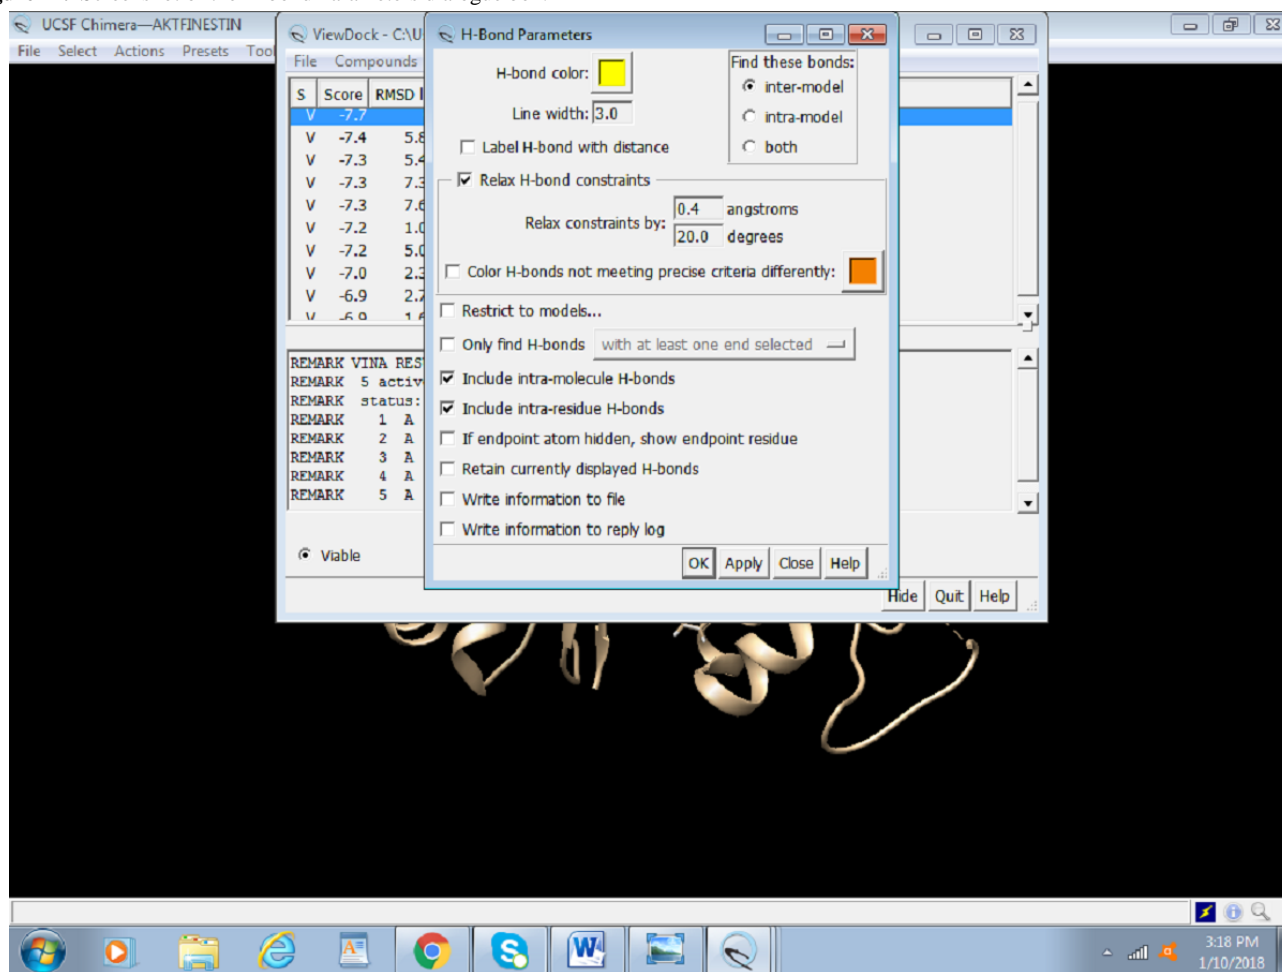 UCSF Chimera—AKTFINESTIN
File Select Actions Presets Tool
ViewDock - C:\U
File Compounds
S Score RMSD l
V -7.7
V -7.4 5.8
V -7.3 5.4
V -7.3 7.3
V -7.3 7.6
V -7.2 1.0
V -7.2 5.0
V -7.0 2.3
V -6.9 2.7
V -6.9 1.6
REMARK VINA RES
REMARK 5 activ
REMARK status:
REMARK 1 A
REMARK 2 A
REMARK 3 A
REMARK 4 A
REMARK 5 A
Viable
Hide Quit Help
H-Bond Parameters
H-bond color:
Line width: 3.0
Label H-bond with distance
Find these bonds:
inter-model
intra-model
both
Relax H-bond constraints
Relax constraints by:
0.4 angstroms
20.0 degrees
Color H-bonds not meeting precise criteria differently:
Restrict to models...
Only find H-bonds with at least one end selected
Include intra-molecule H-bonds
Include intra-residue H-bonds
If endpoint atom hidden, show endpoint residue
Retain currently displayed H-bonds
Write information to file
Write information to reply log
OK Apply Close Help
3:18 PM
1/10/2018